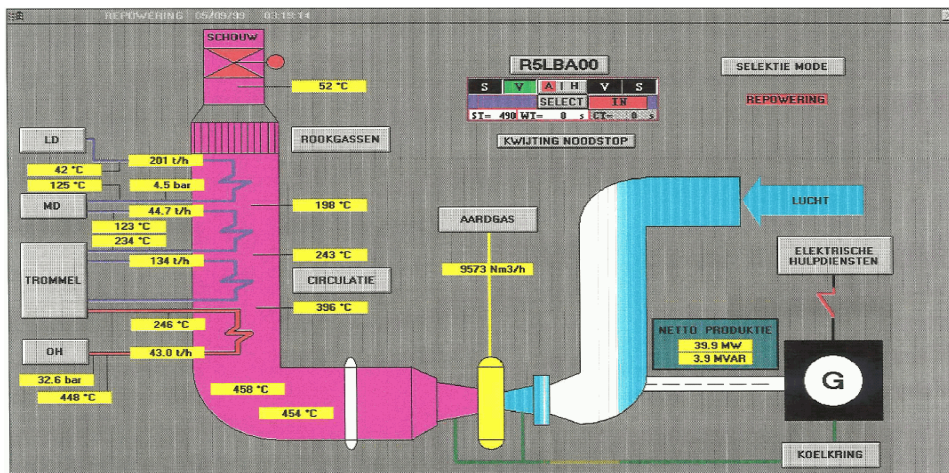 REPOWERING 05/09/99 03:19:14
SCHOUW
52 °C
R5LBA00
S V A I H V S
SELECT IN
ST= 490 WT= 0 s CT= 0 s
KWIJTING NOODSTOP
SELEKTIE MODE
REPOWERING
LD
ROOKGASSEN
201 t/h
42 °C
125 °C
4.5 bar
MD
44.7 t/h
198 °C
123 °C
234 °C
AARDGAS
LUCHT
134 t/h
243 °C
ELEKTRISCHE
HULPDIENSTEN
TROMMEL
CIRCULATIE
9573 Nm3/h
396 °C
246 °C
NETTO PRODUKTIE
39.9 MW
3.9 MVAR
OH
43.0 t/h
32.6 bar
448 °C
458 °C
454 °C
G
KOELKRING